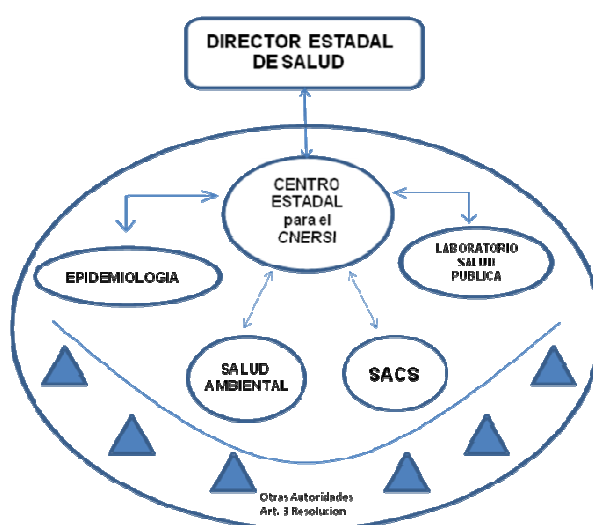 DIRECTOR ESTADAL
DE SALUD
CENTRO
ESTADAL
para el
CNERSI
EPIDEMIOLOGIA
LABORATORIO
SALUD
PUBLICA
SALUD
AMBIENTAL
SACS
Otras Autoridades
Art. 3 Resolucion